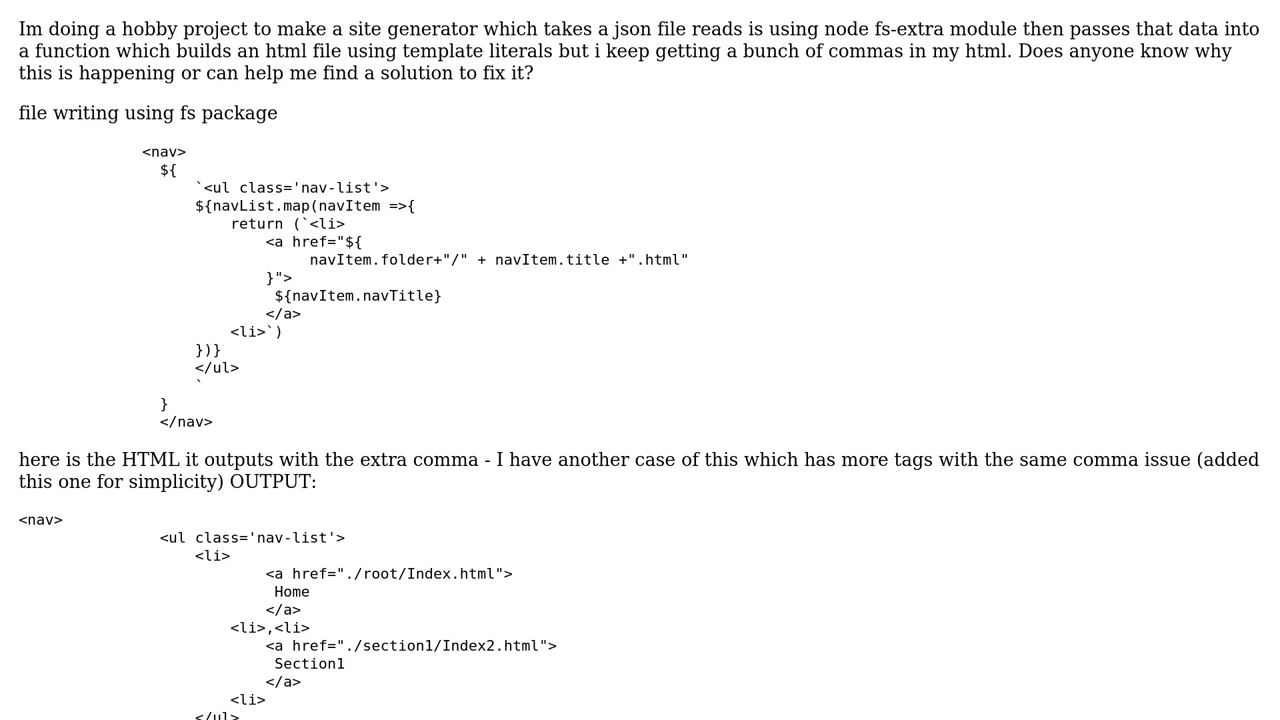 Im doing a hobby project to make a site generator which takes a json file reads is using node fs-extra module then passes that data into
a function which builds an html file using template literals but i keep getting a bunch of commas in my html. Does anyone know why
this is happening or can help me find a solution to fix it?
file writing using fs package
<nav>
${
`<ul class='nav-list'>
${navList.map(navItem =>{
return (`<li>
<a href="${
navItem.folder+"/" + navItem.title +".html"
}">
${navItem.navTitle}
</a>
<li>`)
})}
</ul>
`
}
</nav>
here is the HTML it outputs with the extra comma - I have another case of this which has more tags with the same comma issue (added
this one for simplicity) OUTPUT:
<nav>
<ul class='nav-list'>
<li>
<a href="./root/Index.html">
Home
</a>
<li>,<li>
<a href="./section1/Index2.html">
Section1
</a>
<li>
</ul>